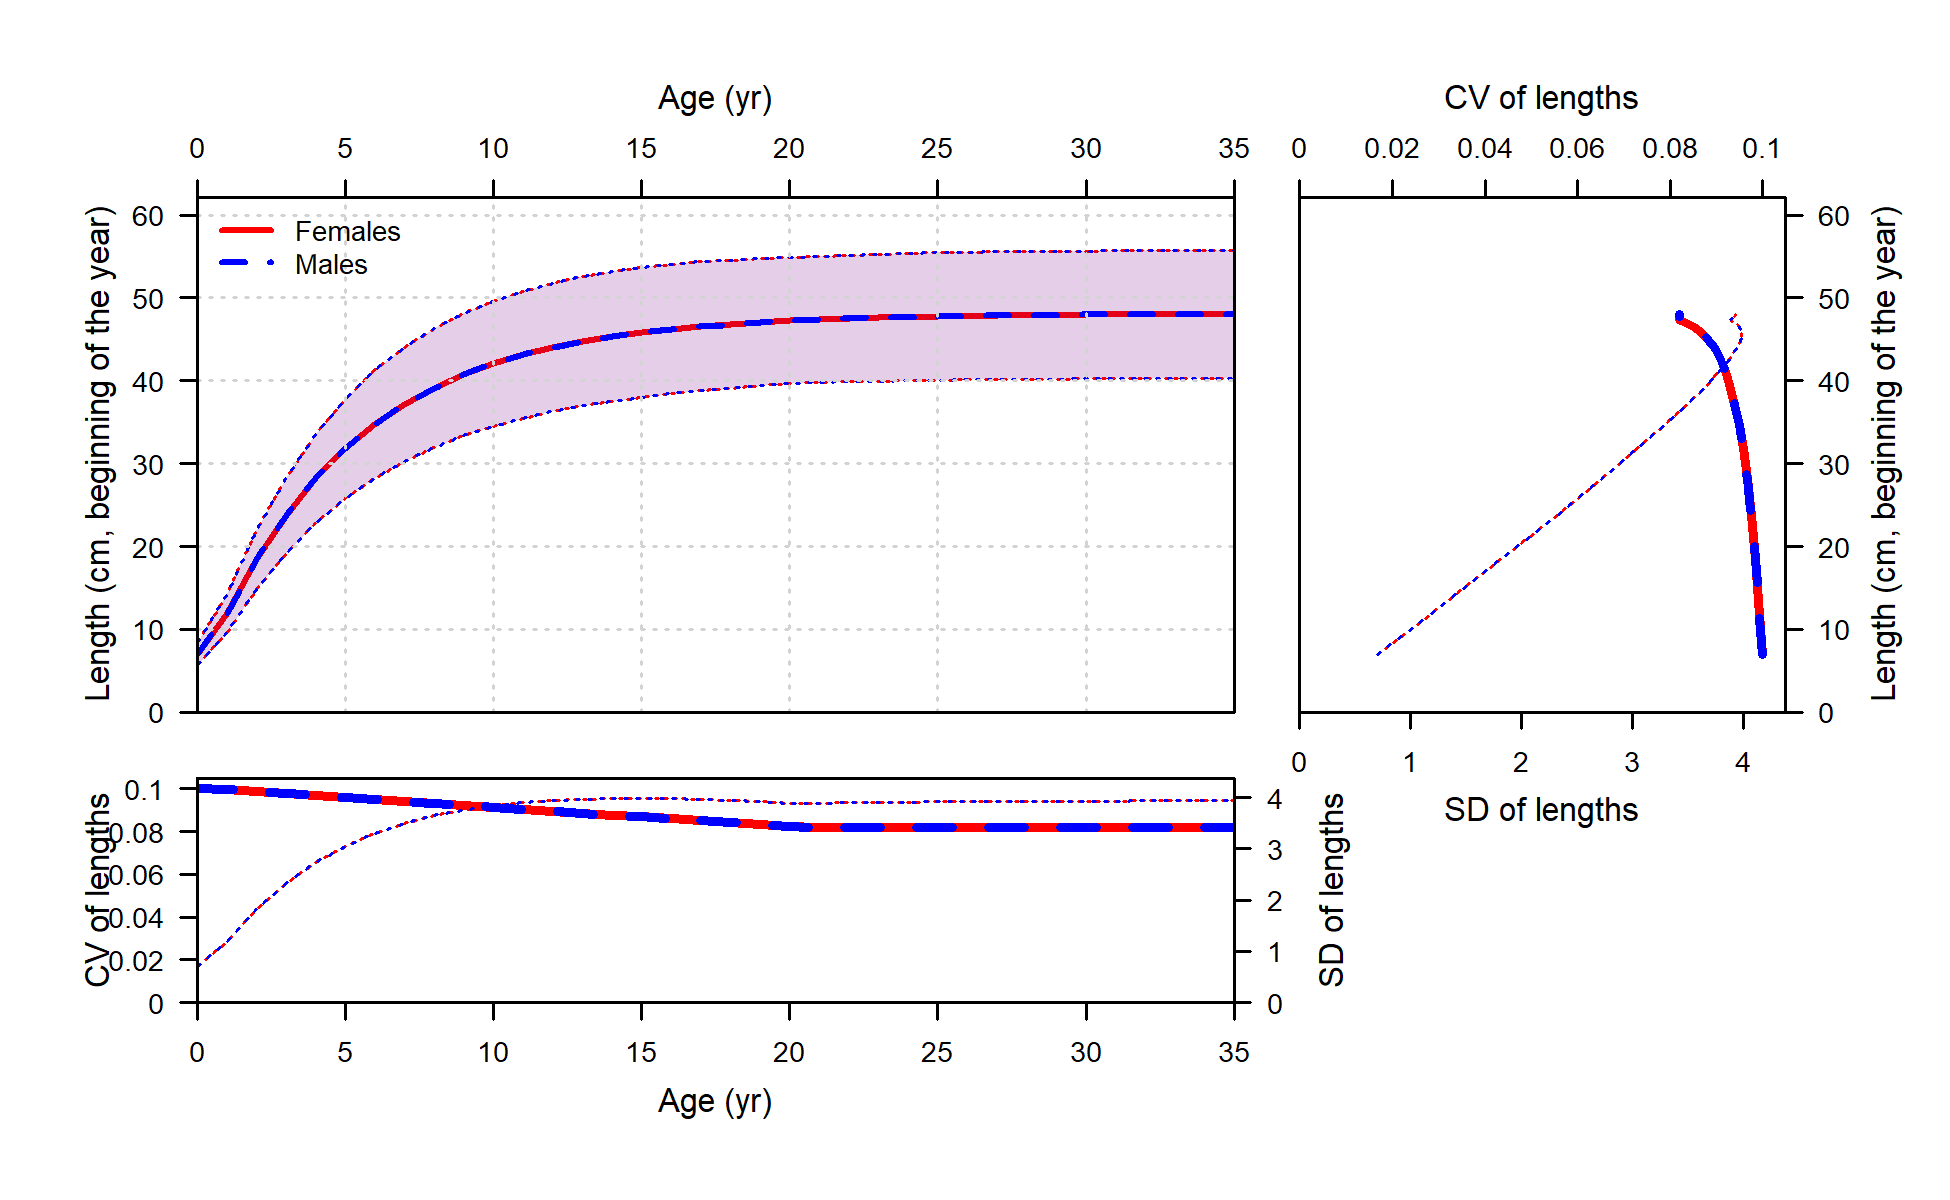 Age (yr)
0 5 10 15 20 25 30 35
Length (cm, beginning of the year)
60
50
40
30
20
10
0
Females
Males
CV of lengths
0 0.02 0.04 0.06 0.08 0.1
60
50
40
30
20
10
0
Length (cm, beginning of the year)
0 1 2 3 4
SD of lengths
CV of lengths
0.1
0.08
0.06
0.04
0.02
0
4
3
2
1
0
SD of lengths
0 5 10 15 20 25 30 35
Age (yr)